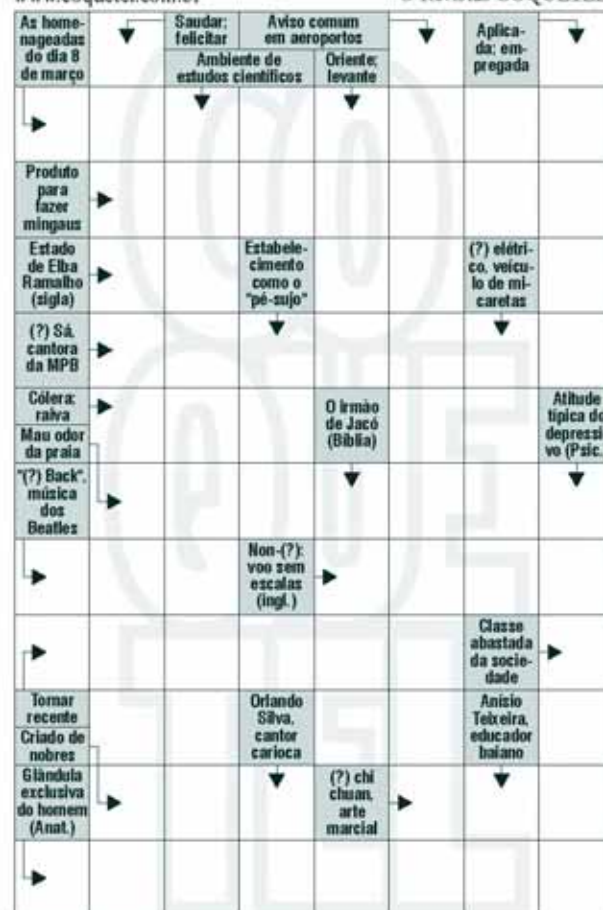 As home-
nageadas
do dia 8
de março
Saudar;
felicitar
Aviso comum
em aeroportos
Ambiente de
estudos científicos
Oriente;
levante
Aplica-
da; em-
pregada
Produto
para
fazer
mingaus
Estado
de Elba
Ramalho
(sigla)
Estabele-
cimento
como o
"pé-sujo"
(?) elétri-
co, veícu-
lo de mi-
caretas
(?) Sá,
cantora
da MPB
Cólera;
raiva
O irmão
de Jacó
(Bíblia)
Atitude
típica do
depressi
vo (Psic.
Mau odor
da praia
"(?) Back",
música
dos
Beatles
Non-(?):
voo sem
escalas
(ingl.)
Classe
abastada
da socie-
dade
Tornar
recente
Orlando
Silva,
cantor
carioca
Anísio
Teixeira,
educador
baiano
Criado de
nobres
Glândula
exclusiva
do homem
(Anat.)
(?) chi
chuan,
arte
marcial